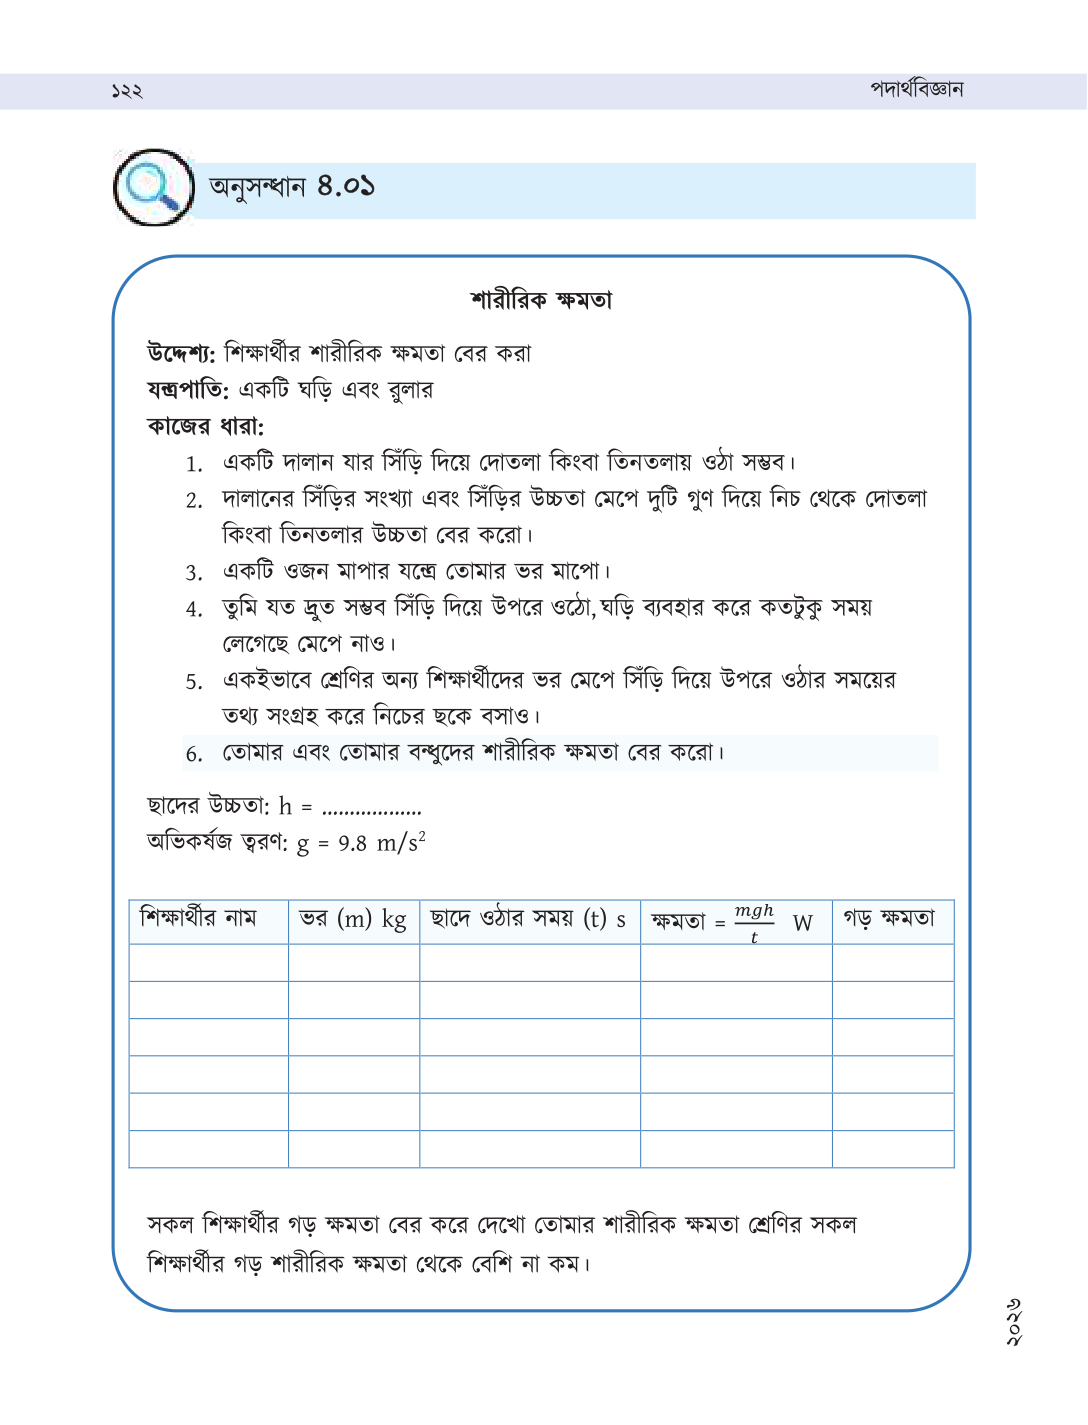 ১২২
পদার্থবিজ্ঞান
অনুসন্ধান ৪.০১
শারীরিক ক্ষমতা
উদ্দেশ্য: শিক্ষার্থীর শারীরিক ক্ষমতা বের করা
যন্ত্রপাতি: একটি ঘড়ি এবং রুলার
কাজের ধারা:
1. একটি দালান যার সিঁড়ি দিয়ে দোতলা কিংবা তিনতলায় ওঠা সম্ভব।
2. দালানের সিঁড়ির সংখ্যা এবং সিঁড়ির উচ্চতা মেপে দুটি গুণ দিয়ে নিচ থেকে দোতলা
কিংবা তিনতলার উচ্চতা বের করো।
3. একটি ওজন মাপার যন্ত্রে তোমার ভর মাপো।
4. তুমি যত দ্রুত সম্ভব সিঁড়ি দিয়ে উপরে ওঠো, ঘড়ি ব্যবহার করে কতটুকু সময়
লেগেছে মেপে নাও।
5. একইভাবে শ্রেণির অন্য শিক্ষার্থীদের ভর মেপে সিঁড়ি দিয়ে উপরে ওঠার সময়ের
তথ্য সংগ্রহ করে নিচের ছকে বসাও।
6. তোমার এবং তোমার বন্ধুদের শারীরিক ক্ষমতা বের করো।
ছাদের উচ্চতা: h = ..................
অভিকর্ষজ ত্বরণ: g = 9.8 m/s²
শিক্ষার্থীর নাম ভর (m) kg ছাদে ওঠার সময় (t) s ক্ষমতা = mgh/t W গড় ক্ষমতা
সকল শিক্ষার্থীর গড় ক্ষমতা বের করে দেখো তোমার শারীরিক ক্ষমতা শ্রেণির সকল
শিক্ষার্থীর গড় শারীরিক ক্ষমতা থেকে বেশি না কম।
২০২৬